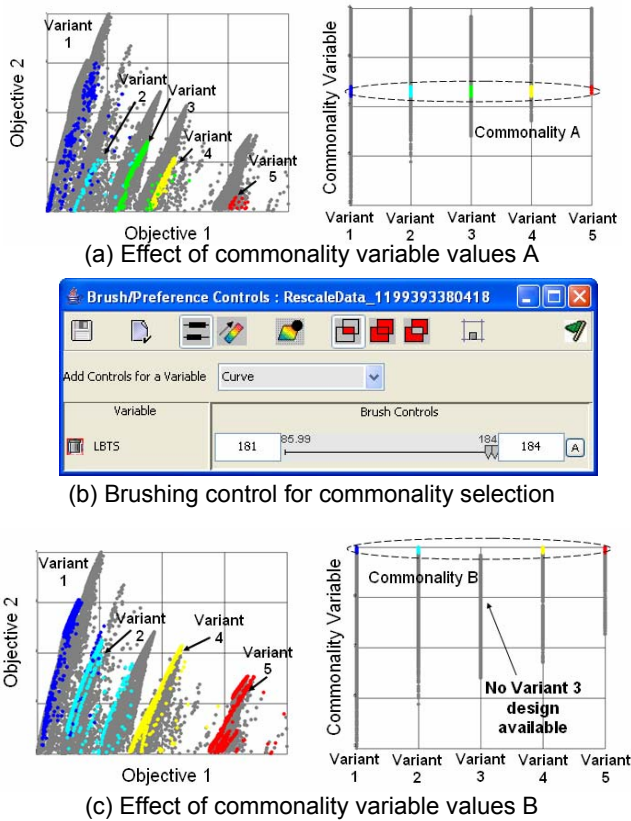 Variant
1
Variant
2
Variant
3
Variant
4
Variant
5
Objective 2
Objective 1
Commonality Variable
Commonality A
Variant Variant Variant Variant Variant
1 2 3 4 5
(a) Effect of commonality variable values A
Brush/Preference Controls : RescaleData_1199393380418
Add Controls for a Variable Curve
Variable Brush Controls
LBTS 181 85.99 184 184 A
(b) Brushing control for commonality selection
Variant
1
Variant
2
Variant
4
Variant
5
Objective 2
Objective 1
Commonality Variable
Commonality B
No Variant 3
design
available
Variant Variant Variant Variant Variant
1 2 3 4 5
(c) Effect of commonality variable values B